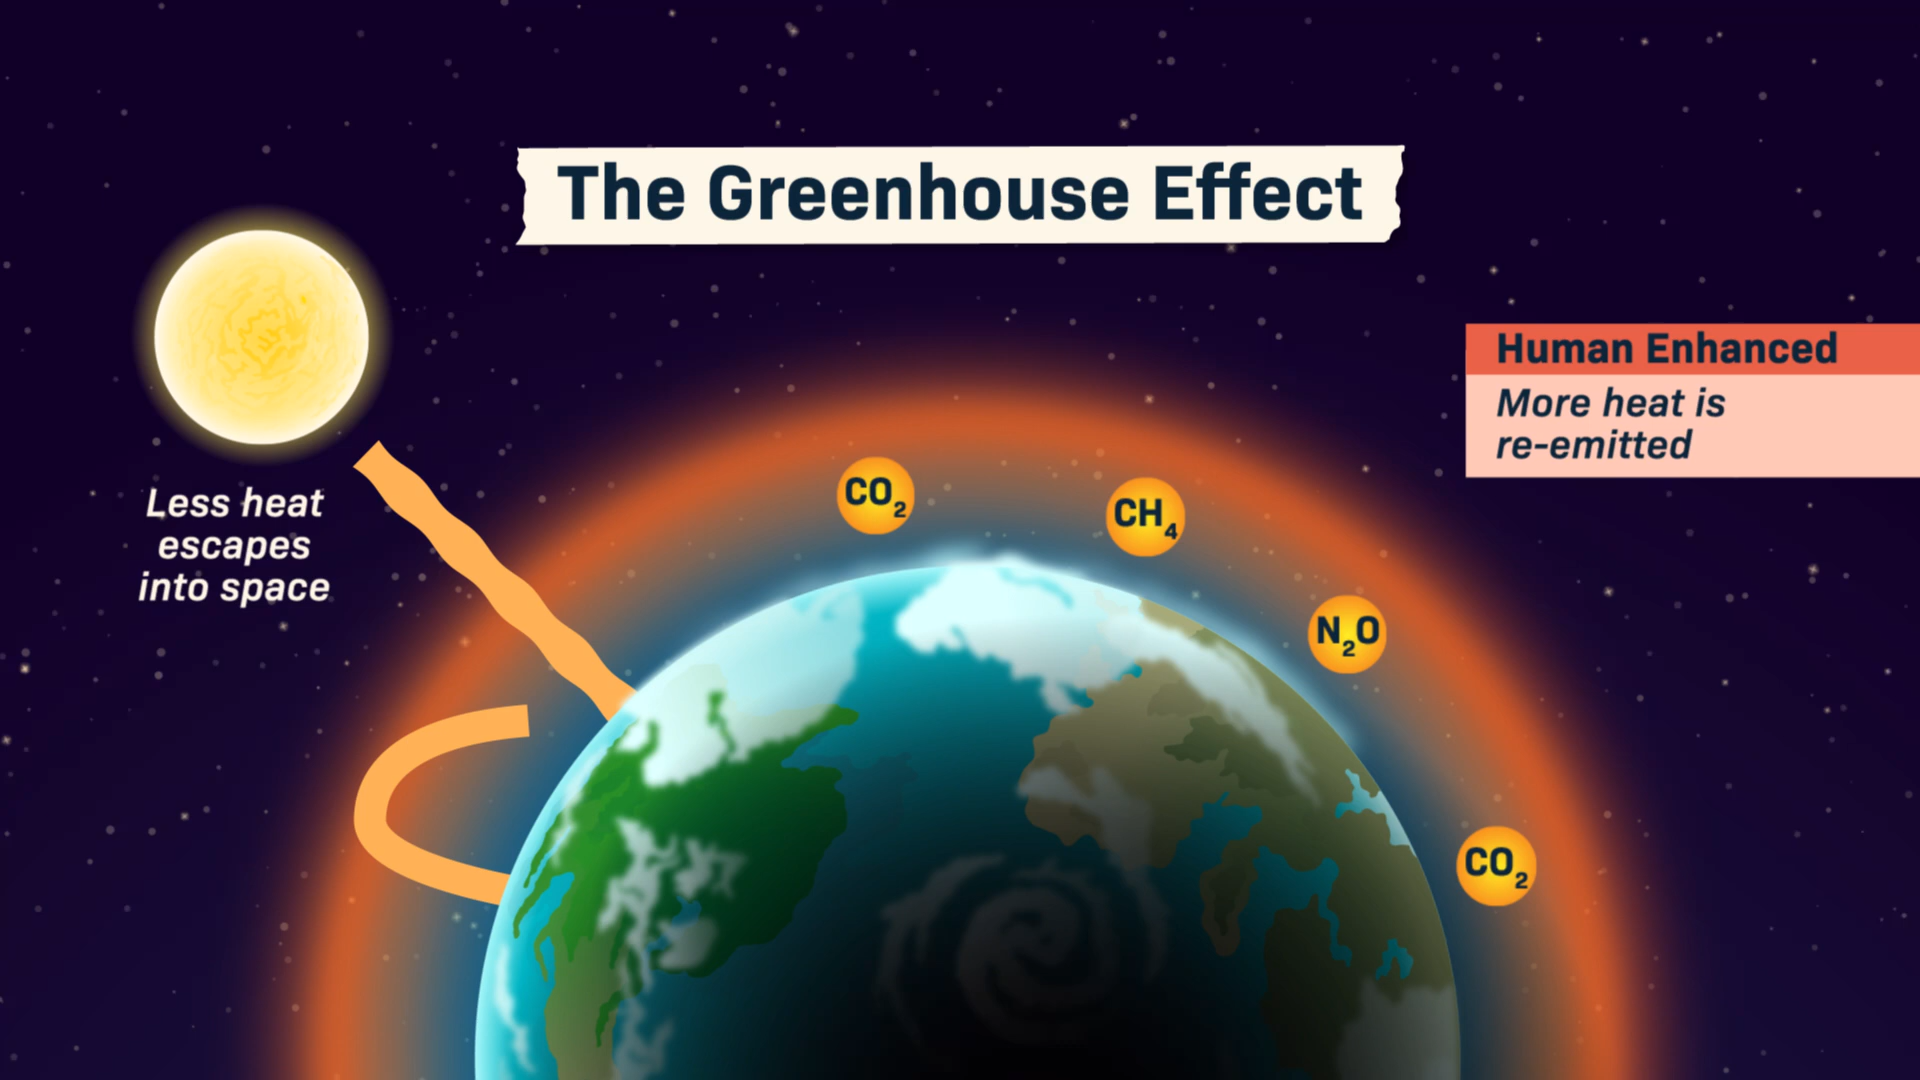 The Greenhouse Effect
Human Enhanced
More heat is
re-emitted
Less heat
escapes
into space
CO₂
CH₄
N₂O
CO₂